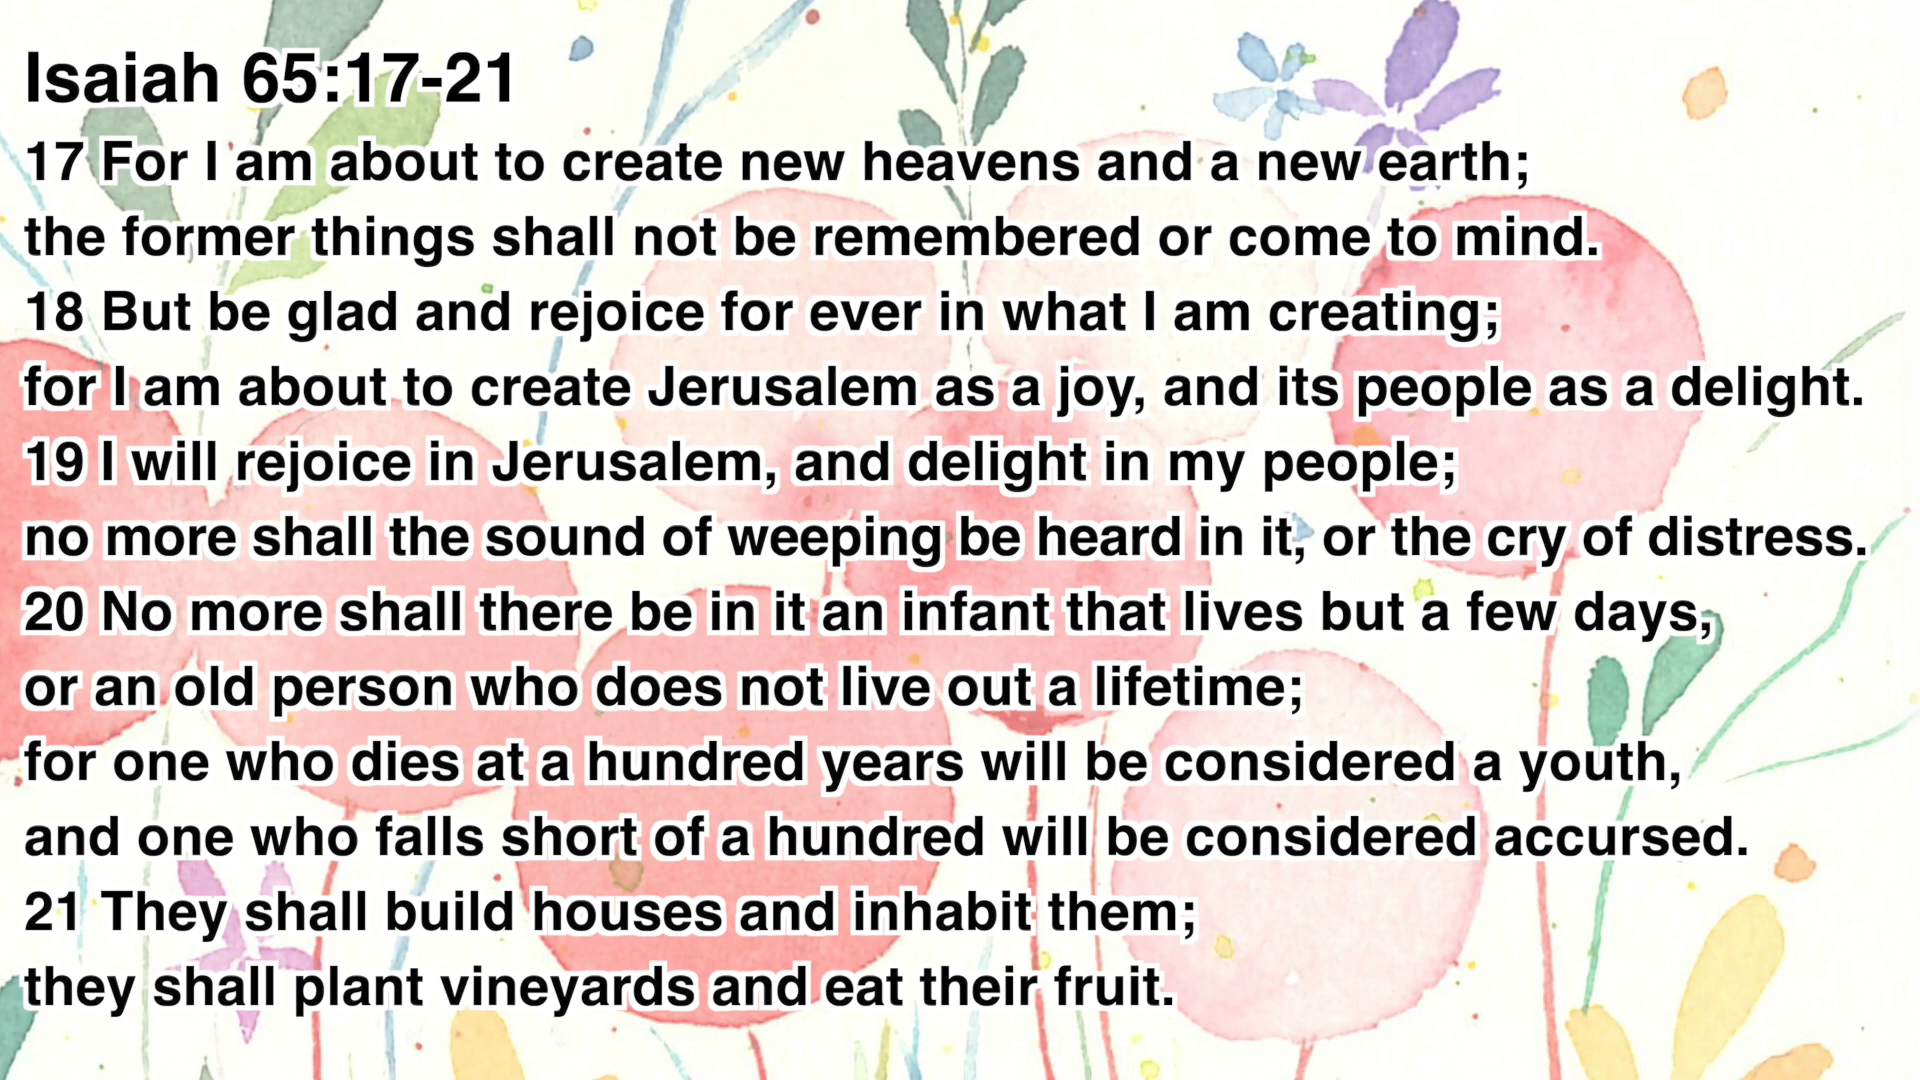 Isaiah 65:17-21
17 For I am about to create new heavens and a new earth;
the former things shall not be remembered or come to mind.
18 But be glad and rejoice for ever in what I am creating;
for I am about to create Jerusalem as a joy, and its people as a delight.
19 I will rejoice in Jerusalem, and delight in my people;
no more shall the sound of weeping be heard in it, or the cry of distress.
20 No more shall there be in it an infant that lives but a few days,
or an old person who does not live out a lifetime;
for one who dies at a hundred years will be considered a youth,
and one who falls short of a hundred will be considered accursed.
21 They shall build houses and inhabit them;
they shall plant vineyards and eat their fruit.